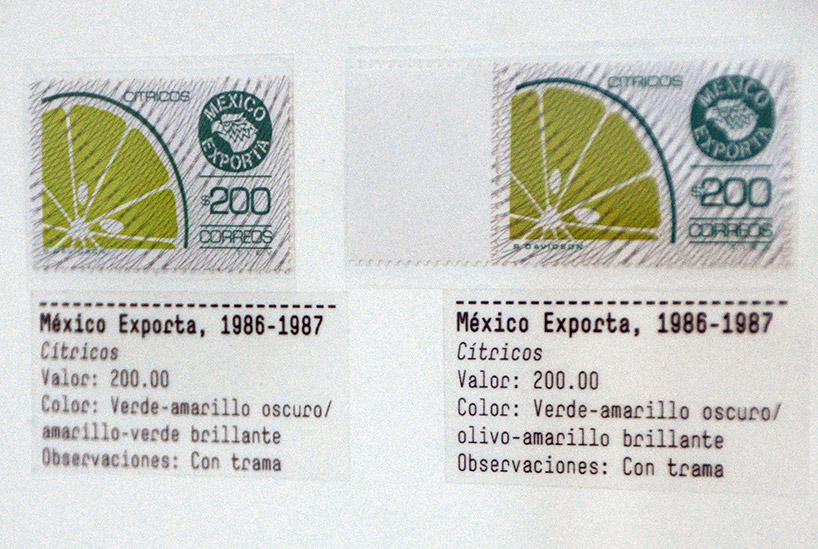 CITRICOS
MEXICO
EXPORTA
$200
CORREOS
CITRICOS
MEXICO
EXPORTA
$200
CORREOS
R. DAVIDSON
México Exporta, 1986-1987
Cítricos
Valor: 200.00
Color: Verde-amarillo oscuro/
amarillo-verde brillante
Observaciones: Con trama
México Exporta, 1986-1987
Cítricos
Valor: 200.00
Color: Verde-amarillo oscuro/
olivo-amarillo brillante
Observaciones: Con trama